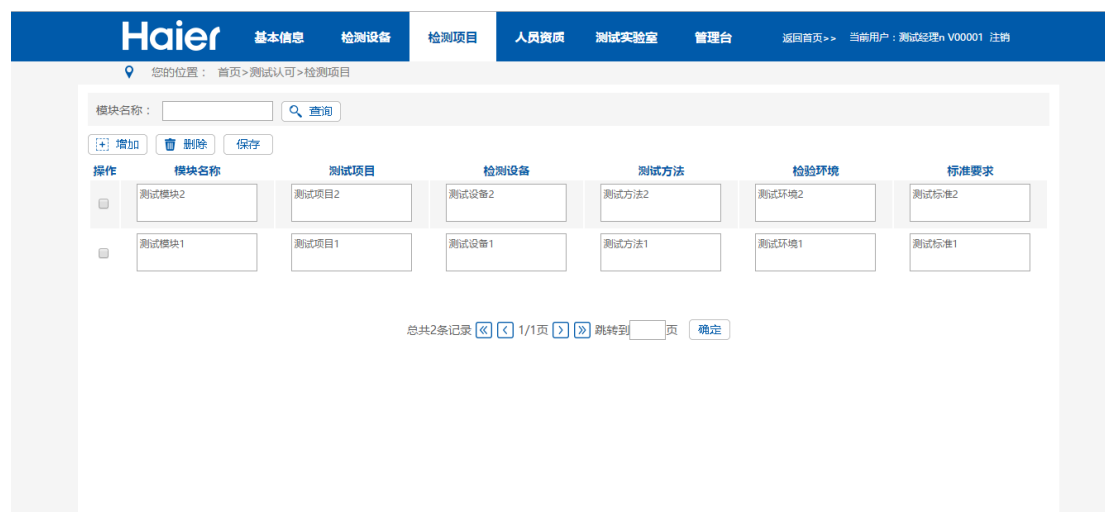 Haier 基本信息 检测设备 检测项目 人员资质 测试实验室 管理台 返回首页>> 当前用户：测试经理n V00001 注销
您的位置： 首页>测试认可>检测项目
模块名称： 查询
增加 删除 保存
操作 模块名称 测试项目 检测设备 测试方法 检验环境 标准要求
测试模块2 测试项目2 测试设备2 测试方法2 测试环境2 测试标准2
测试模块1 测试项目1 测试设备1 测试方法1 测试环境1 测试标准1
总共2条记录 1/1页 跳转到 页 确定